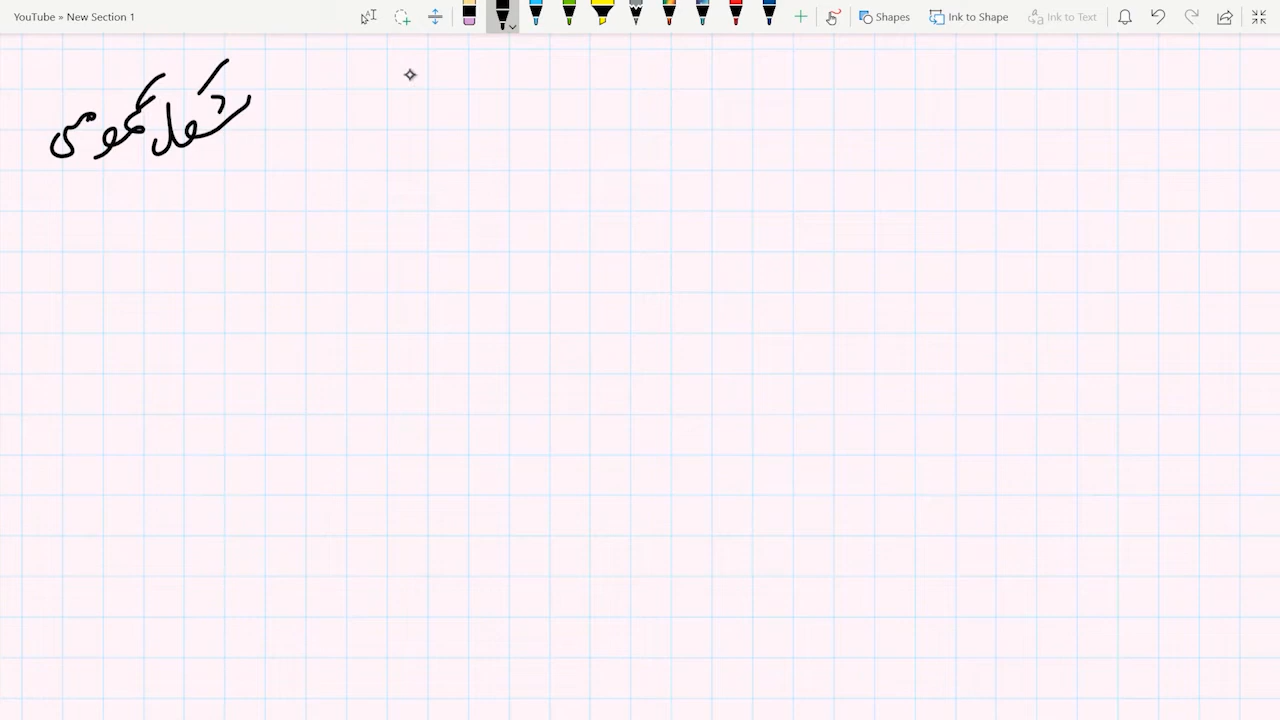 YouTube » New Section 1
Shapes
Ink to Shape
Ink to Text
شکل عمومی